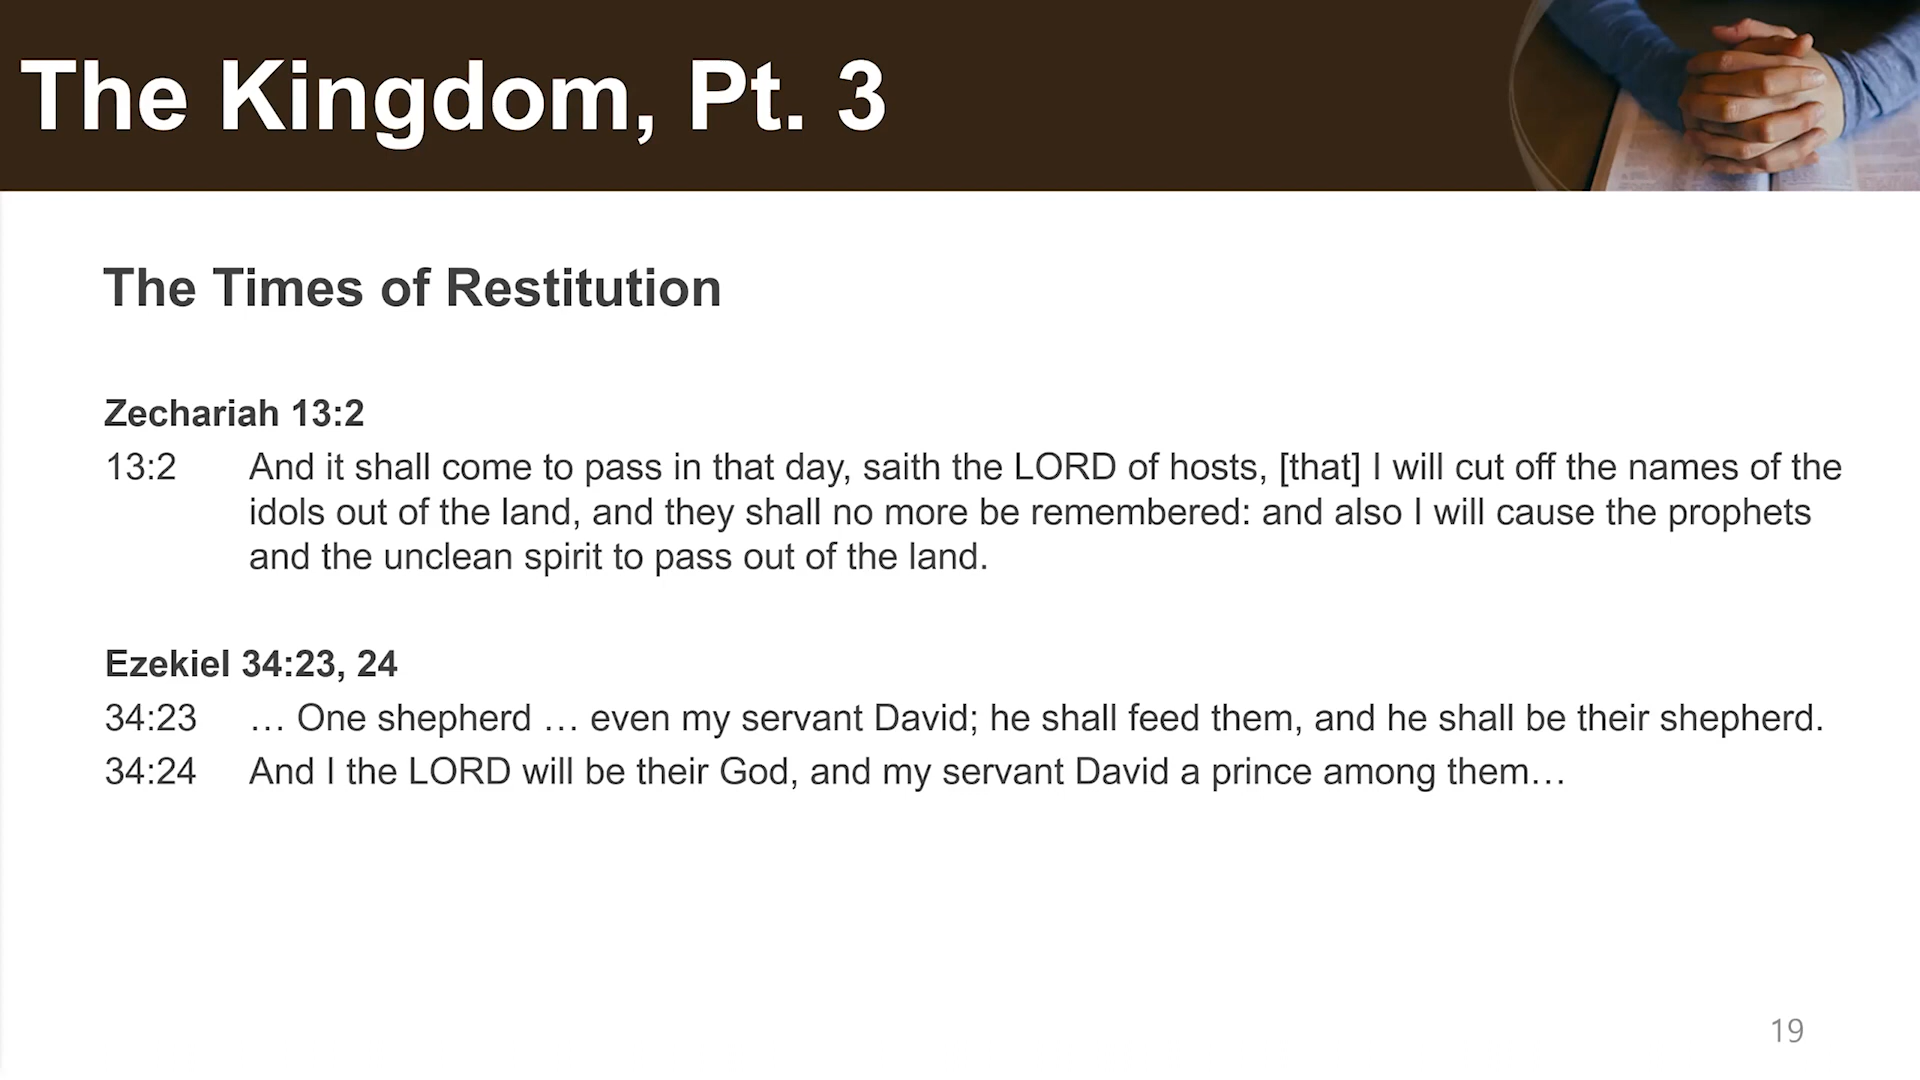 The Kingdom, Pt. 3
The Times of Restitution
Zechariah 13:2
13:2 And it shall come to pass in that day, saith the LORD of hosts, [that] I will cut off the names of the
idols out of the land, and they shall no more be remembered: and also I will cause the prophets
and the unclean spirit to pass out of the land.
Ezekiel 34:23, 24
34:23 … One shepherd … even my servant David; he shall feed them, and he shall be their shepherd.
34:24 And I the LORD will be their God, and my servant David a prince among them…
19